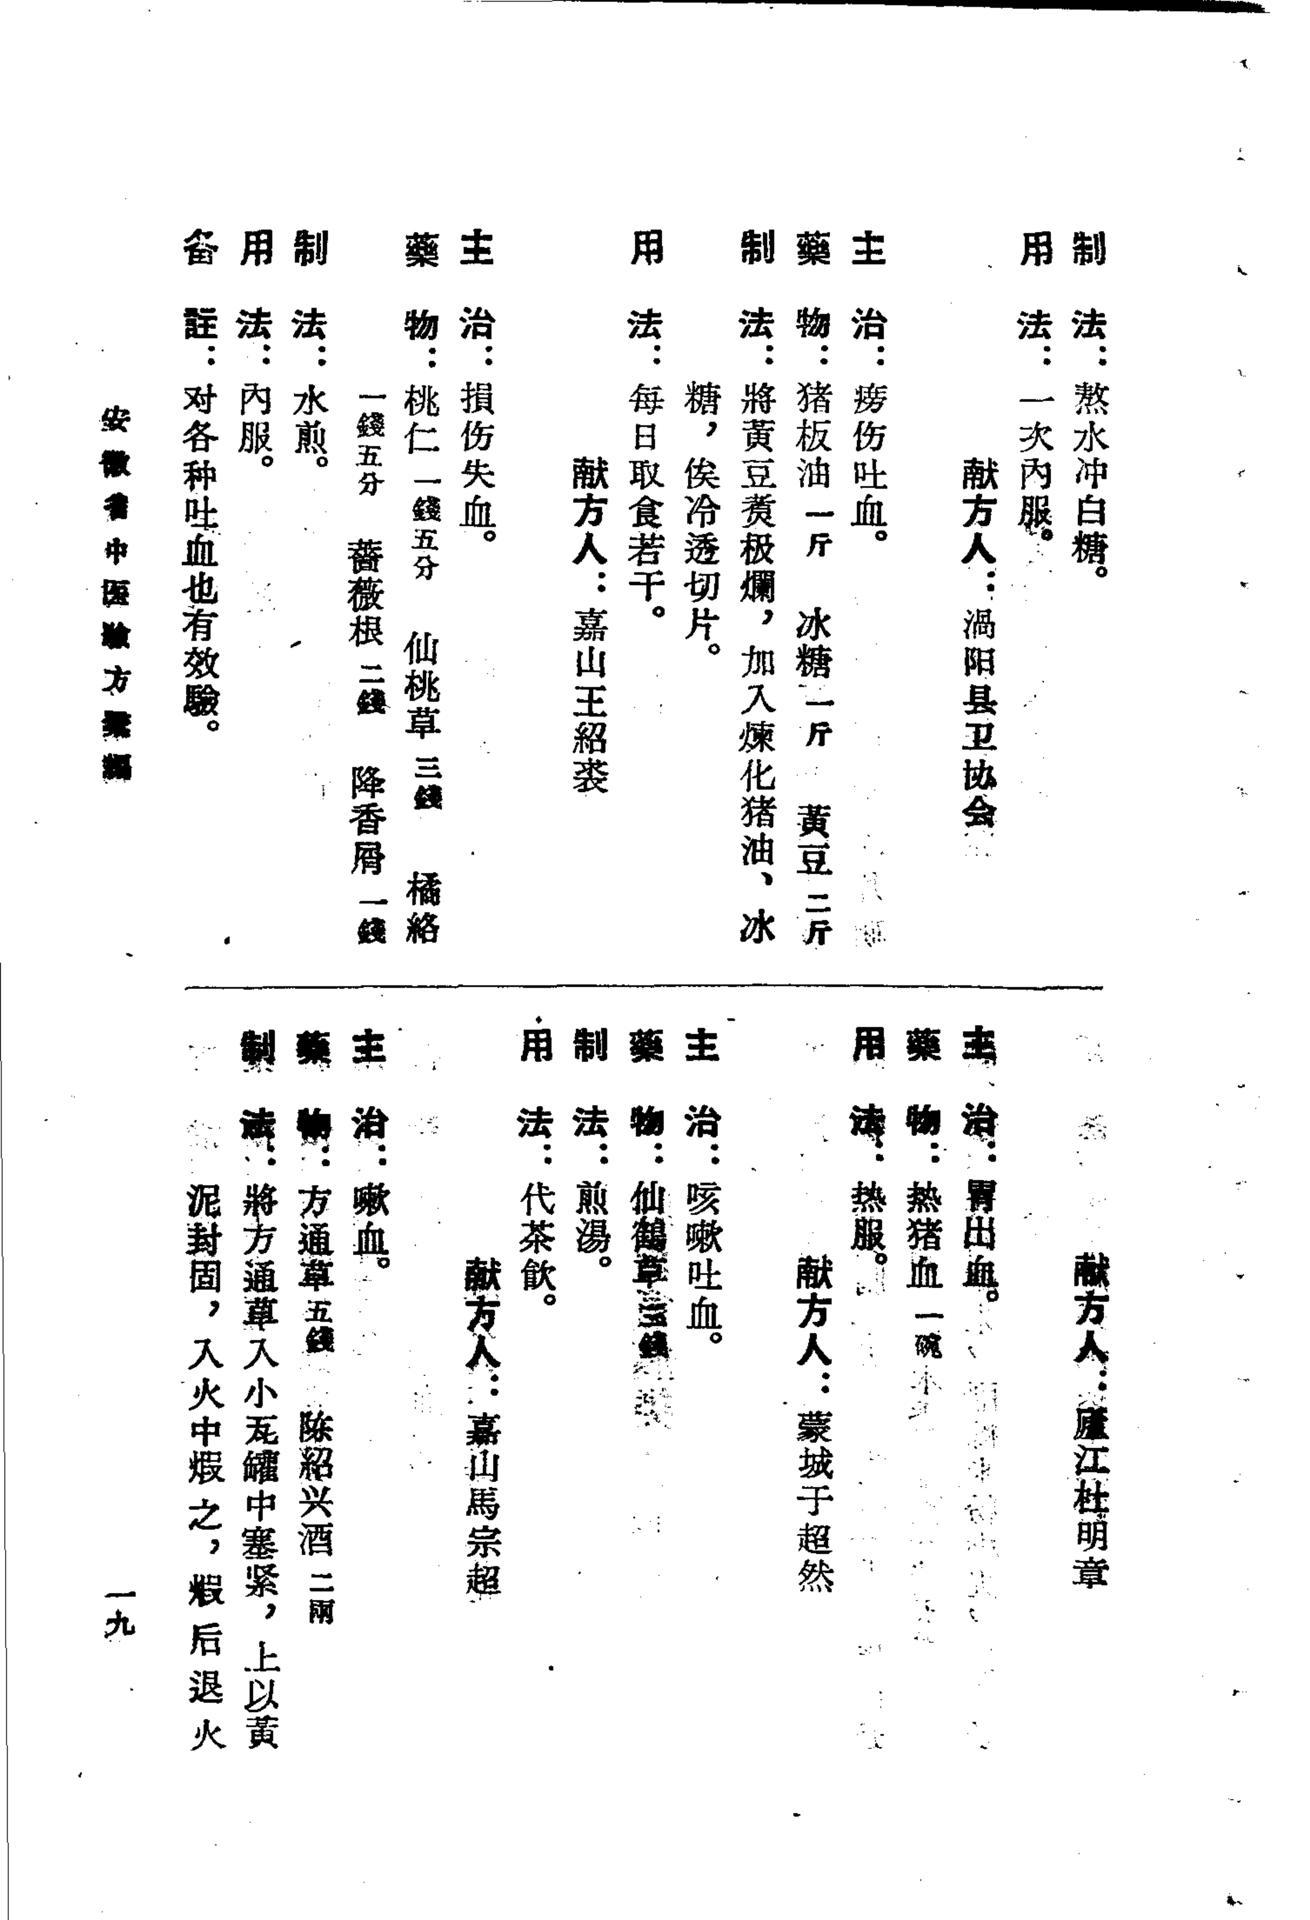 制　法：熬水冲白糖。
用　法：一次內服。
献方人：渦阳县卫协会
主　治：痨伤吐血。
藥　物：猪板油一斤　冰糖一斤　黃豆二斤
制　法：將黃豆煑极爛，加入煉化猪油、冰
糖，俟冷透切片。
用　法：每日取食若干。
献方人：嘉山王紹裘
主　治：損伤失血。
藥　物：桃仁一錢五分　仙桃草三錢　橘絡
一錢五分　薔薇根二錢　降香屑一錢
制　法：水煎。
用　法：內服。
备　註：对各种吐血也有效驗。
献方人：廬江杜明章
主　治：胃出血。
藥　物：热猪血一碗
用　法：热服。
献方人：蒙城于超然
主　治：咳嗽吐血。
藥　物：仙鶴草三錢
制　法：煎湯。
用　法：代茶飮。
献方人：嘉山馬宗超
主　治：嗽血。
藥　物：方通草五錢　陈紹兴酒二兩
制　法：將方通草入小瓦罐中塞紧，上以黃
泥封固，入火中煆之，煆后退火
安徽省中医驗方彙編
一九